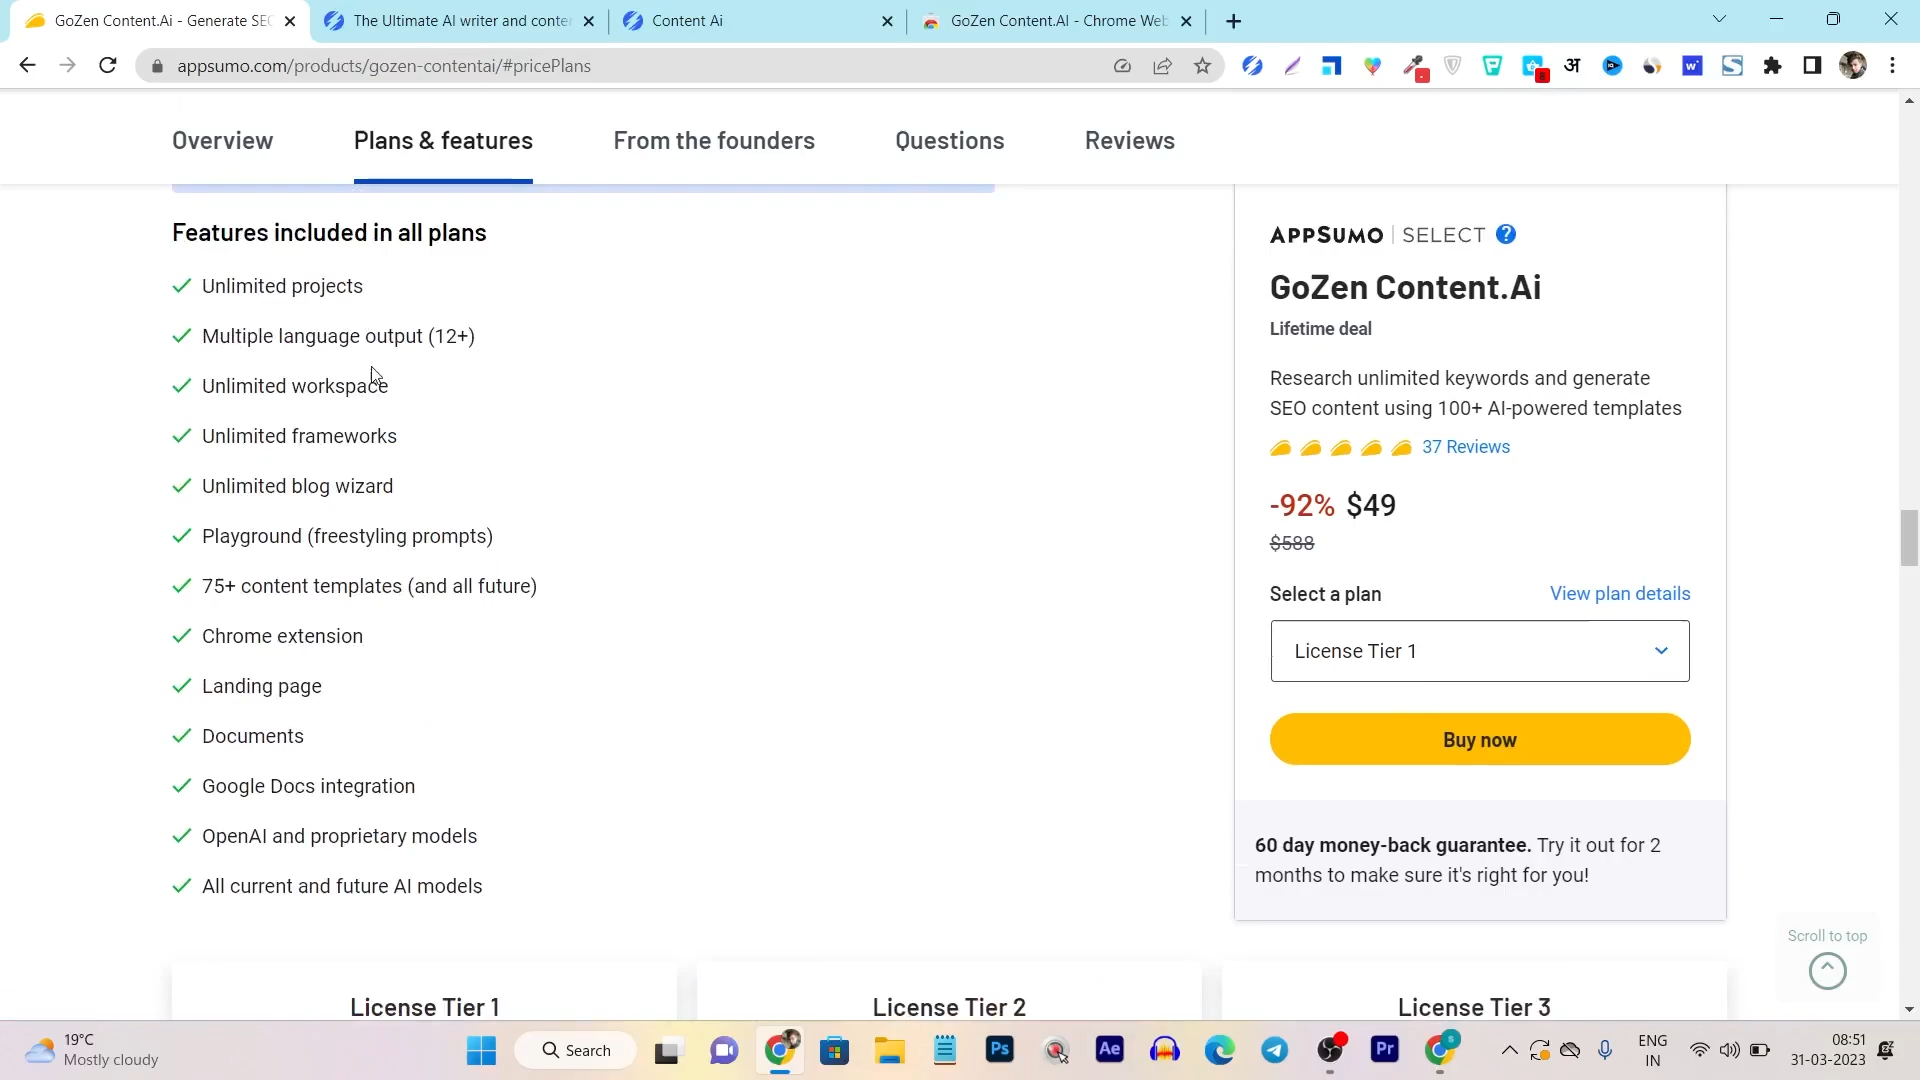 GoZen Content.Ai - Generate SEO
The Ultimate AI writer and conte
Content Ai
GoZen Content.AI - Chrome Web
appsumo.com/products/gozen-contentai/#pricePlans
Overview
Plans & features
From the founders
Questions
Reviews
Features included in all plans
Unlimited projects
Multiple language output (12+)
Unlimited workspace
Unlimited frameworks
Unlimited blog wizard
Playground (freestyling prompts)
75+ content templates (and all future)
Chrome extension
Landing page
Documents
Google Docs integration
OpenAI and proprietary models
All current and future AI models
APPSUMO | SELECT ?
GoZen Content.Ai
Lifetime deal
Research unlimited keywords and generate
SEO content using 100+ AI-powered templates
37 Reviews
-92% $49
$588
Select a plan
View plan details
License Tier 1
Buy now
60 day money-back guarantee. Try it out for 2
months to make sure it's right for you!
Scroll to top
License Tier 1
License Tier 2
License Tier 3
19°C
Mostly cloudy
Search
Ps
Ae
Pr
ENG
IN
08:51
31-03-2023